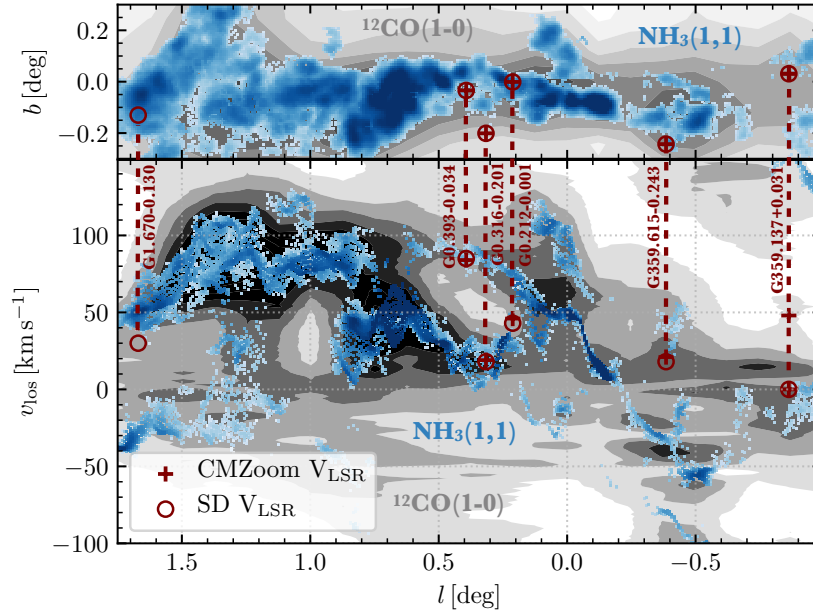 ¹²CO(1-0)
NH₃(1,1)
b [deg]
0.2
0.0
−0.2
G1.670−0.130
G0.393−0.034
G0.316−0.201
G0.212−0.001
G359.615−0.243
G359.137+0.031
v_los [km s⁻¹]
100
50
0
−50
−100
NH₃(1,1)
¹²CO(1-0)
CMZoom V_LSR
SD V_LSR
1.5
1.0
0.5
0.0
−0.5
l [deg]